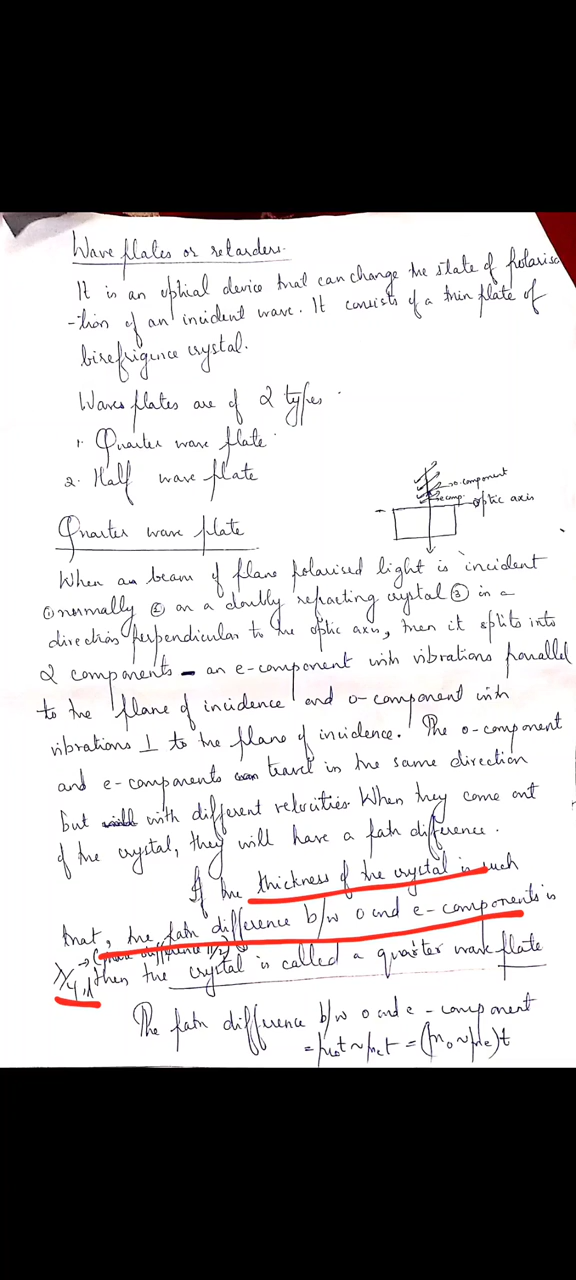 Wave plates or retarders.
It is an optical device that can change the state of polarisa
-tion of an incident wave. It consists of a thin plate of
birefrigence crystal.
Waves plates are of 2 types.
1. Quarter wave plate.
2. Half wave plate
o-component
e-comp
optic axis
Quarter wave plate
When a beam of plane polarised light is incident
① normally ② on a doubly refracting crystal ③ in a
direction perpendicular to the optic axis, then it splits into
2 components - an e-component with vibrations parallel
to the plane of incidence and o-component with
vibrations ⊥ to the plane of incidence. The o-component
and e-components travel in the same direction
but with different velocities. When they come out
of the crystal, they will have a path difference.
If the thickness of the crystal is such
that, the path difference b/w o and e-components is
→ (phase difference π/2)
λ/4, then the crystal is called a quarter wave plate
The path difference b/w o and e-component
= μot ~ μet = (μo ~ μe)t